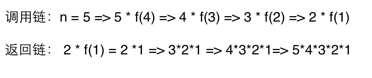 调用链：n = 5 => 5 * f(4) => 4 * f(3) => 3 * f(2) => 2 * f(1)
返回链： 2 * f(1) = 2 *1 => 3*2*1 => 4*3*2*1=> 5*4*3*2*1